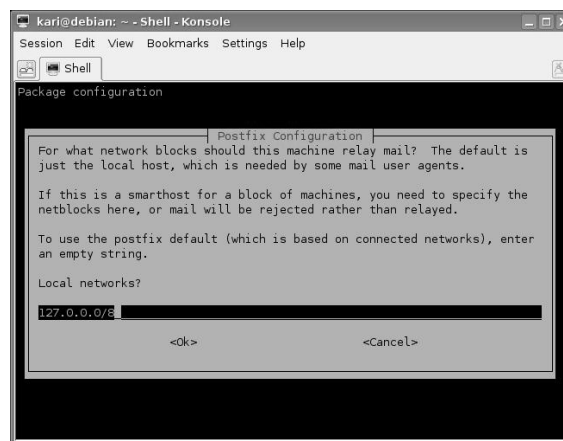 kari@debian: ~ - Shell - Konsole
Session Edit View Bookmarks Settings Help
Shell
Package configuration
Postfix Configuration
For what network blocks should this machine relay mail? The default is
just the local host, which is needed by some mail user agents.
If this is a smarthost for a block of machines, you need to specify the
netblocks here, or mail will be rejected rather than relayed.
To use the postfix default (which is based on connected networks), enter
an empty string.
Local networks?
127.0.0.0/8
<Ok> <Cancel>